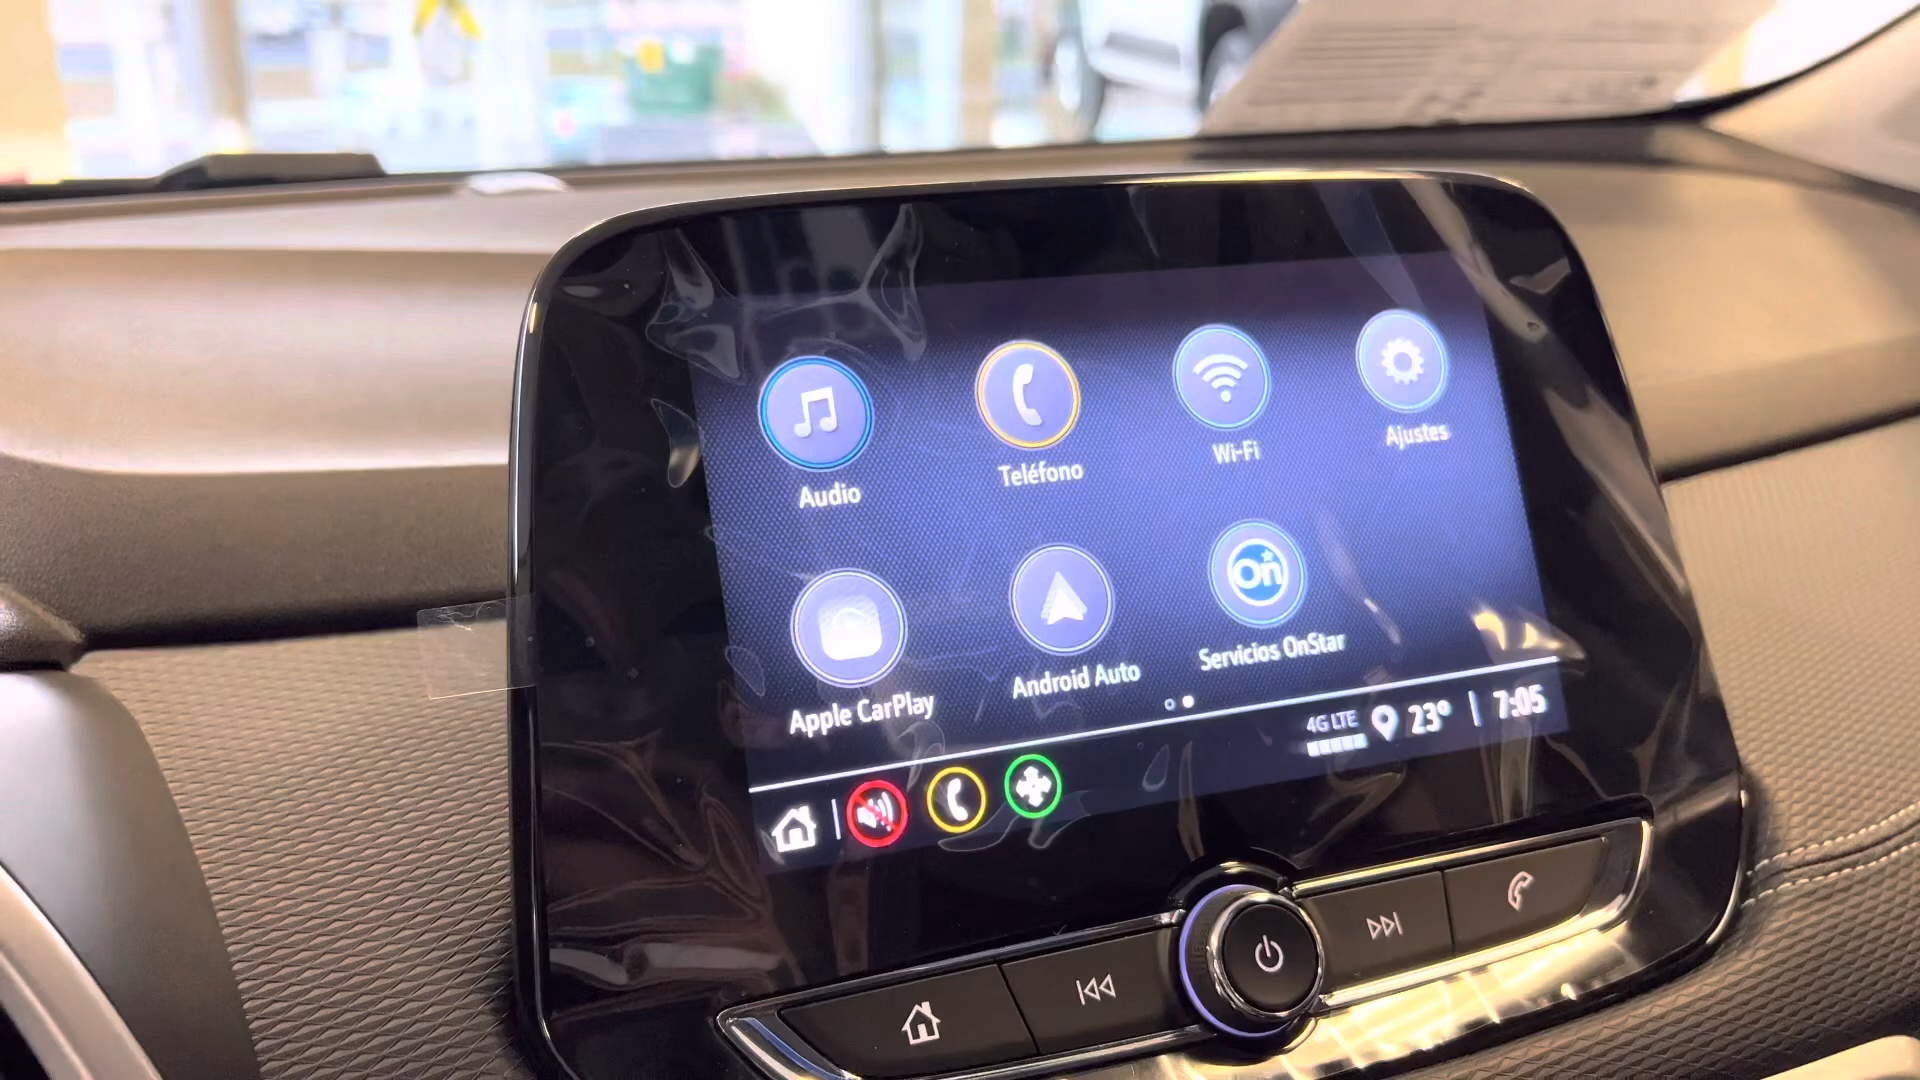 Audio
Teléfono
Wi-Fi
Ajustes
Apple CarPlay
Android Auto
On
Servicios OnStar
4G LTE
23°
7:05